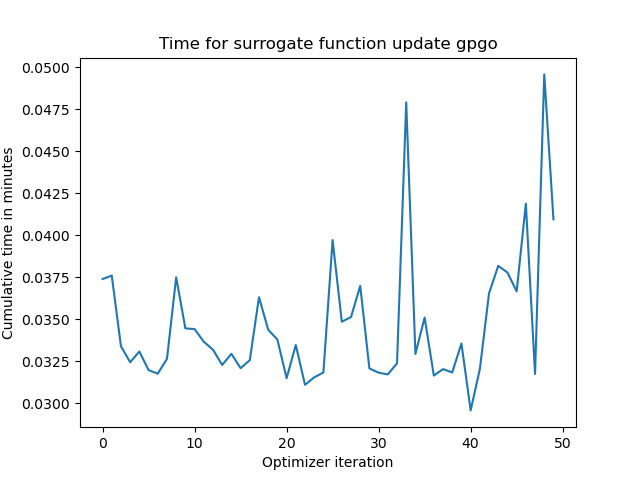 Time for surrogate function update gpgo
0.0500
0.0475
0.0450
0.0425
0.0400
0.0375
0.0350
0.0325
0.0300
Cumulative time in minutes
0 10 20 30 40 50
Optimizer iteration